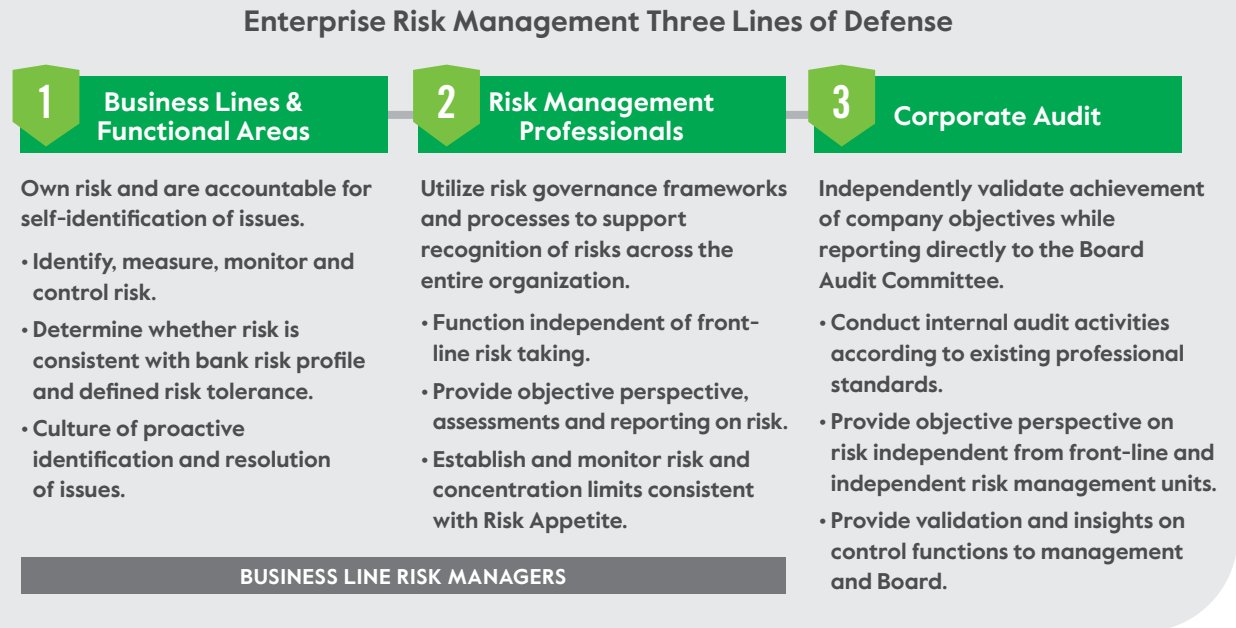 Enterprise Risk Management Three Lines of Defense
1
Business Lines &
Functional Areas
Own risk and are accountable for
self-identification of issues.
• Identify, measure, monitor and
control risk.
• Determine whether risk is
consistent with bank risk profile
and defined risk tolerance.
• Culture of proactive
identification and resolution
of issues.
2
Risk Management
Professionals
Utilize risk governance frameworks
and processes to support
recognition of risks across the
entire organization.
• Function independent of front-
line risk taking.
• Provide objective perspective,
assessments and reporting on risk.
• Establish and monitor risk and
concentration limits consistent
with Risk Appetite.
BUSINESS LINE RISK MANAGERS
3
Corporate Audit
Independently validate achievement
of company objectives while
reporting directly to the Board
Audit Committee.
• Conduct internal audit activities
according to existing professional
standards.
• Provide objective perspective on
risk independent from front-line and
independent risk management units.
• Provide validation and insights on
control functions to management
and Board.